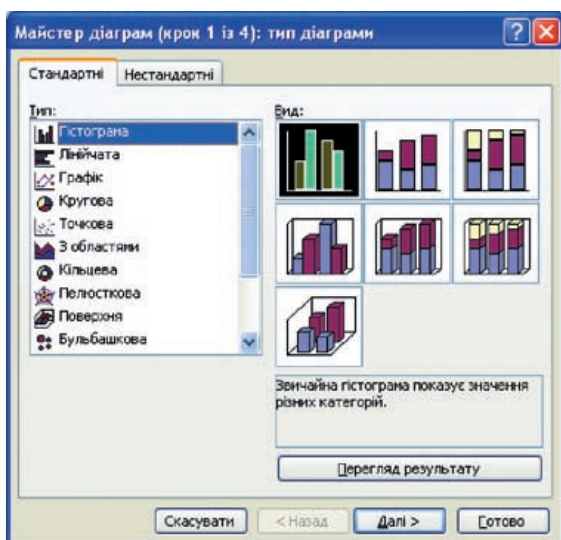 Майстер діаграм (крок 1 із 4): тип діаграми
Стандартні Нестандартні
Тип:
Гістограма
Лінійчата
Графік
Кругова
Точкова
З областями
Кільцева
Пелюсткова
Поверхня
Бульбашкова
Вид:
Звичайна гістограма показує значення
різних категорій.
Перегляд результату
Скасувати < Назад Далі > Готово